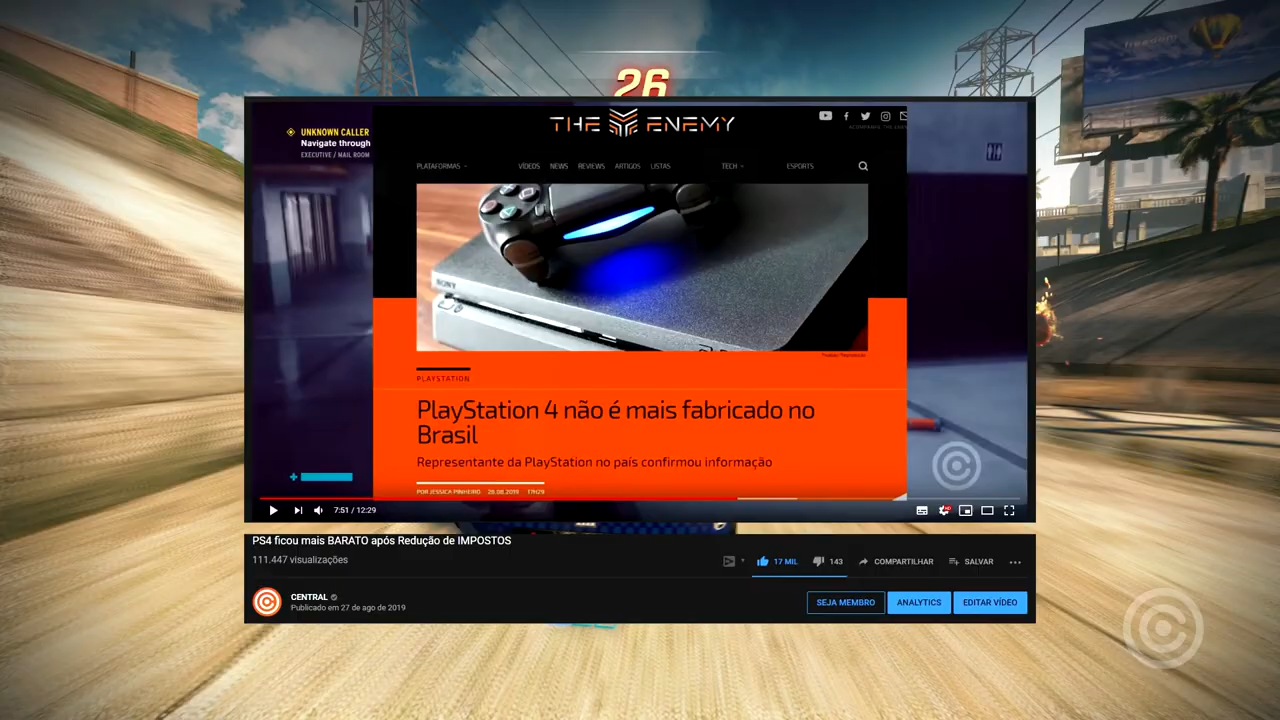 freedom
26
UNKNOWN CALLER
Navigate through
EXECUTIVE / MAIL ROOM
THE ENEMY
PLATAFORMAS VÍDEOS NEWS REVIEWS ARTIGOS LISTAS TECH ESPORTS
SONY
PLAYSTATION
PlayStation 4 não é mais fabricado no
Brasil
Representante da PlayStation no país confirmou informação
POR JESSICA PINHEIRO 28.08.2019 17H29
7:51 / 12:29
PS4 ficou mais BARATO após Redução de IMPOSTOS
111.447 visualizações
17 MIL 143 COMPARTILHAR SALVAR
CENTRAL
Publicado em 27 de ago de 2019
SEJA MEMBRO ANALYTICS EDITAR VÍDEO